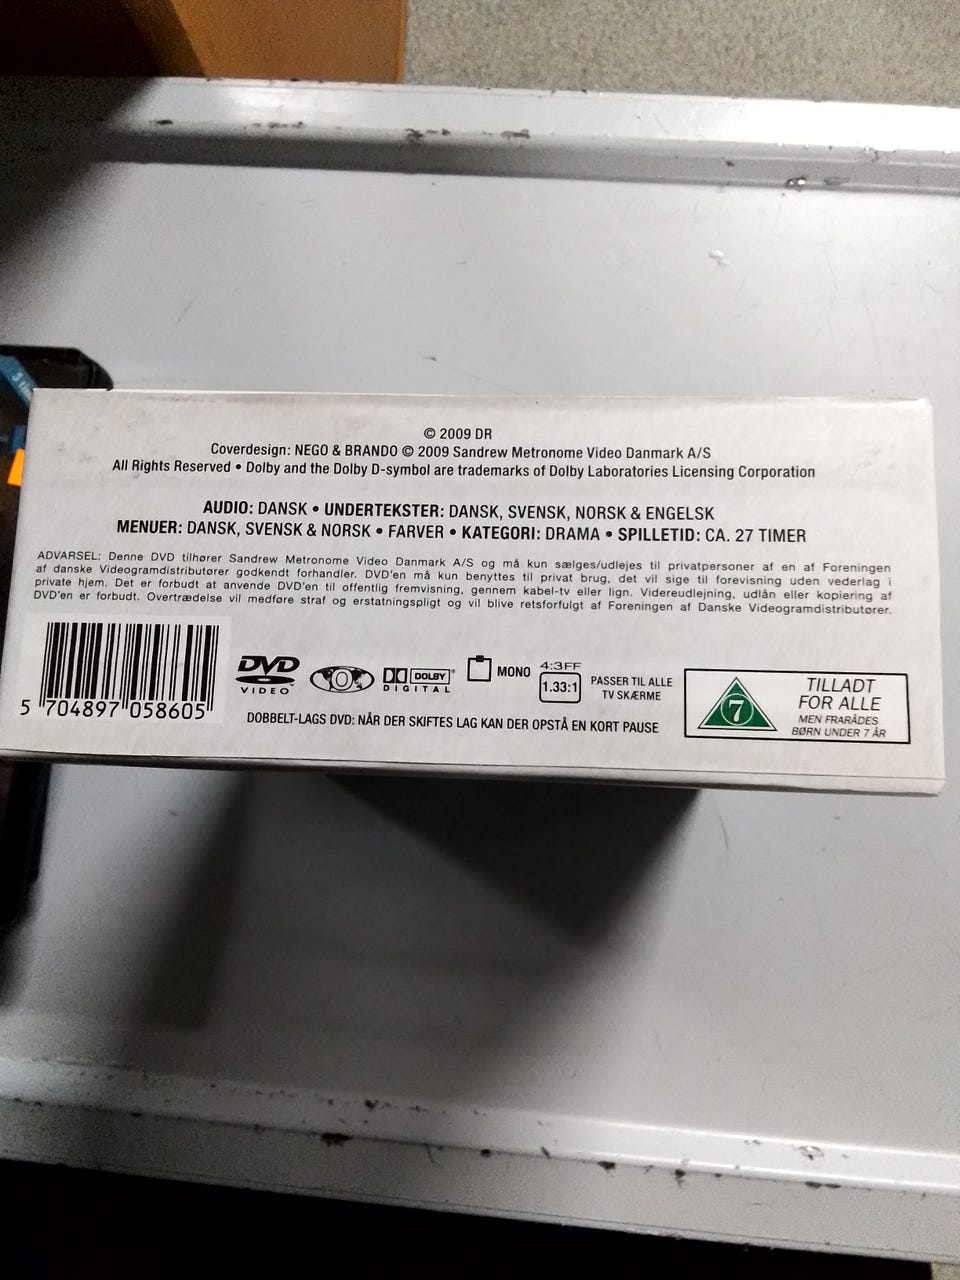 © 2009 DR
Coverdesign: NEGO & BRANDO © 2009 Sandrew Metronome Video Danmark A/S
All Rights Reserved • Dolby and the Dolby D-symbol are trademarks of Dolby Laboratories Licensing Corporation
AUDIO: DANSK • UNDERTEKSTER: DANSK, SVENSK, NORSK & ENGELSK
MENUER: DANSK, SVENSK & NORSK • FARVER • KATEGORI: DRAMA • SPILLETID: CA. 27 TIMER
ADVARSEL: Denne DVD tilhører Sandrew Metronome Video Danmark A/S og må kun sælges/udlejes til privatpersoner af en af Foreningen
af danske Videogramdistributører godkendt forhandler. DVD'en må kun benyttes til privat brug, det vil sige til forevisning uden vederlag i
private hjem. Det er forbudt at anvende DVD'en til offentlig fremvisning, gennem kabel-tv eller lign. Videreudlejning, udlån eller kopiering af
DVD'en er forbudt. Overtrædelse vil medføre straf og erstatningspligt og vil blive retsforfulgt af Foreningen af Danske Videogramdistributører.
5 704897 058605
DVD
VIDEO
DOLBY
DIGITAL
MONO
4:3FF
1.33:1
PASSER TIL ALLE
TV SKÆRME
DOBBELT-LAGS DVD: NÅR DER SKIFTES LAG KAN DER OPSTÅ EN KORT PAUSE
7
TILLADT
FOR ALLE
MEN FRARÅDES
BØRN UNDER 7 ÅR